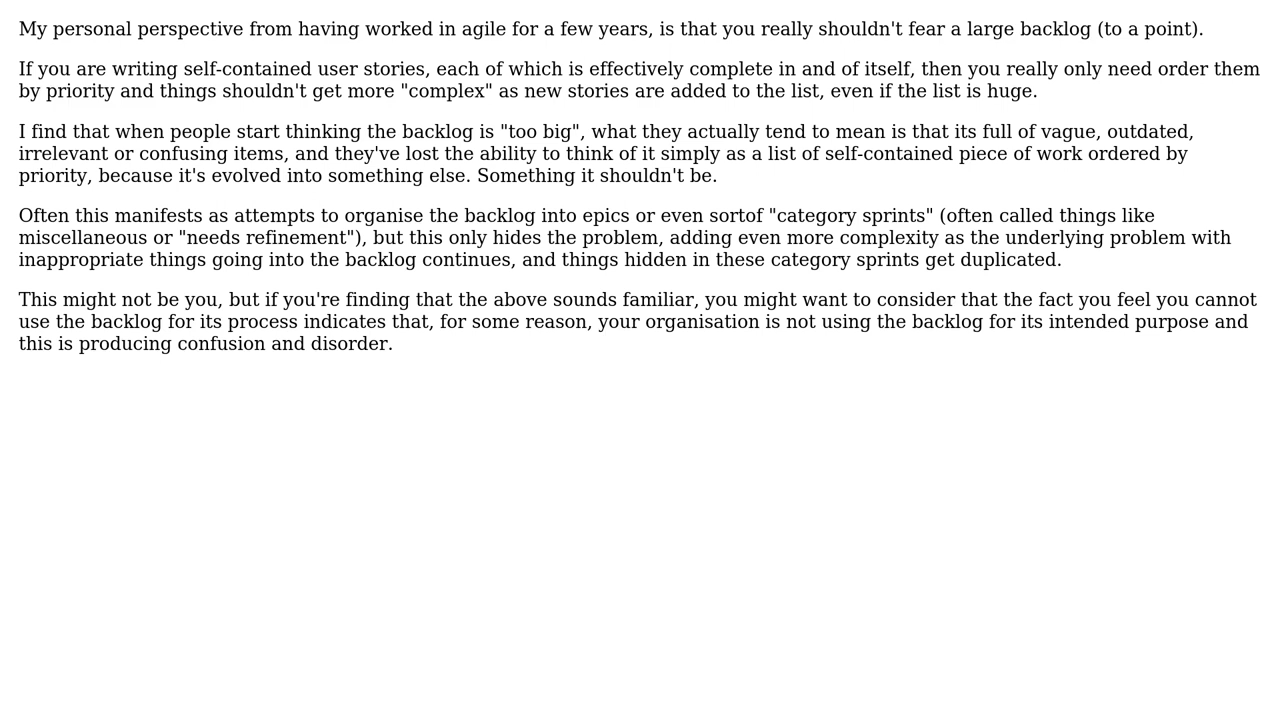 My personal perspective from having worked in agile for a few years, is that you really shouldn't fear a large backlog (to a point).
If you are writing self-contained user stories, each of which is effectively complete in and of itself, then you really only need order them
by priority and things shouldn't get more "complex" as new stories are added to the list, even if the list is huge.
I find that when people start thinking the backlog is "too big", what they actually tend to mean is that its full of vague, outdated,
irrelevant or confusing items, and they've lost the ability to think of it simply as a list of self-contained piece of work ordered by
priority, because it's evolved into something else. Something it shouldn't be.
Often this manifests as attempts to organise the backlog into epics or even sortof "category sprints" (often called things like
miscellaneous or "needs refinement"), but this only hides the problem, adding even more complexity as the underlying problem with
inappropriate things going into the backlog continues, and things hidden in these category sprints get duplicated.
This might not be you, but if you're finding that the above sounds familiar, you might want to consider that the fact you feel you cannot
use the backlog for its process indicates that, for some reason, your organisation is not using the backlog for its intended purpose and
this is producing confusion and disorder.